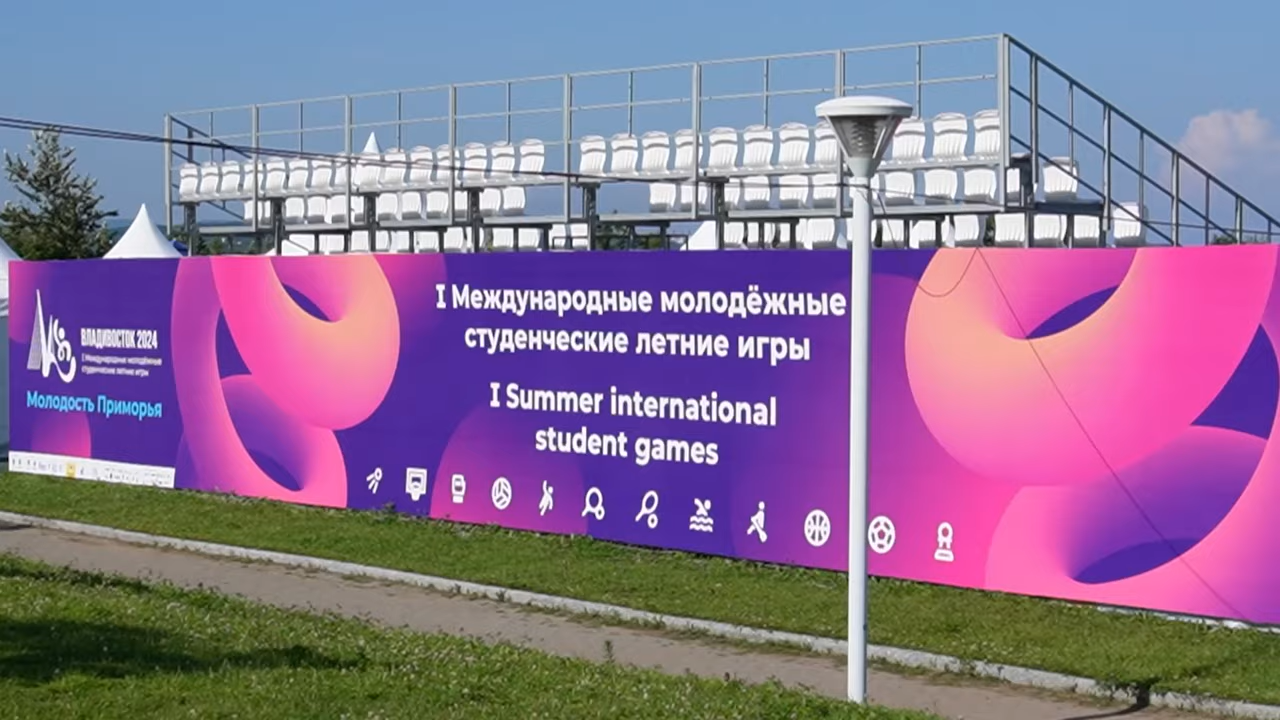 ВЛАДИВОСТОК 2024
I Международные молодёжные
студенческие летние игры
Молодость Приморья
I Международные молодёжные
студенческие летние игры
I Summer international
student games